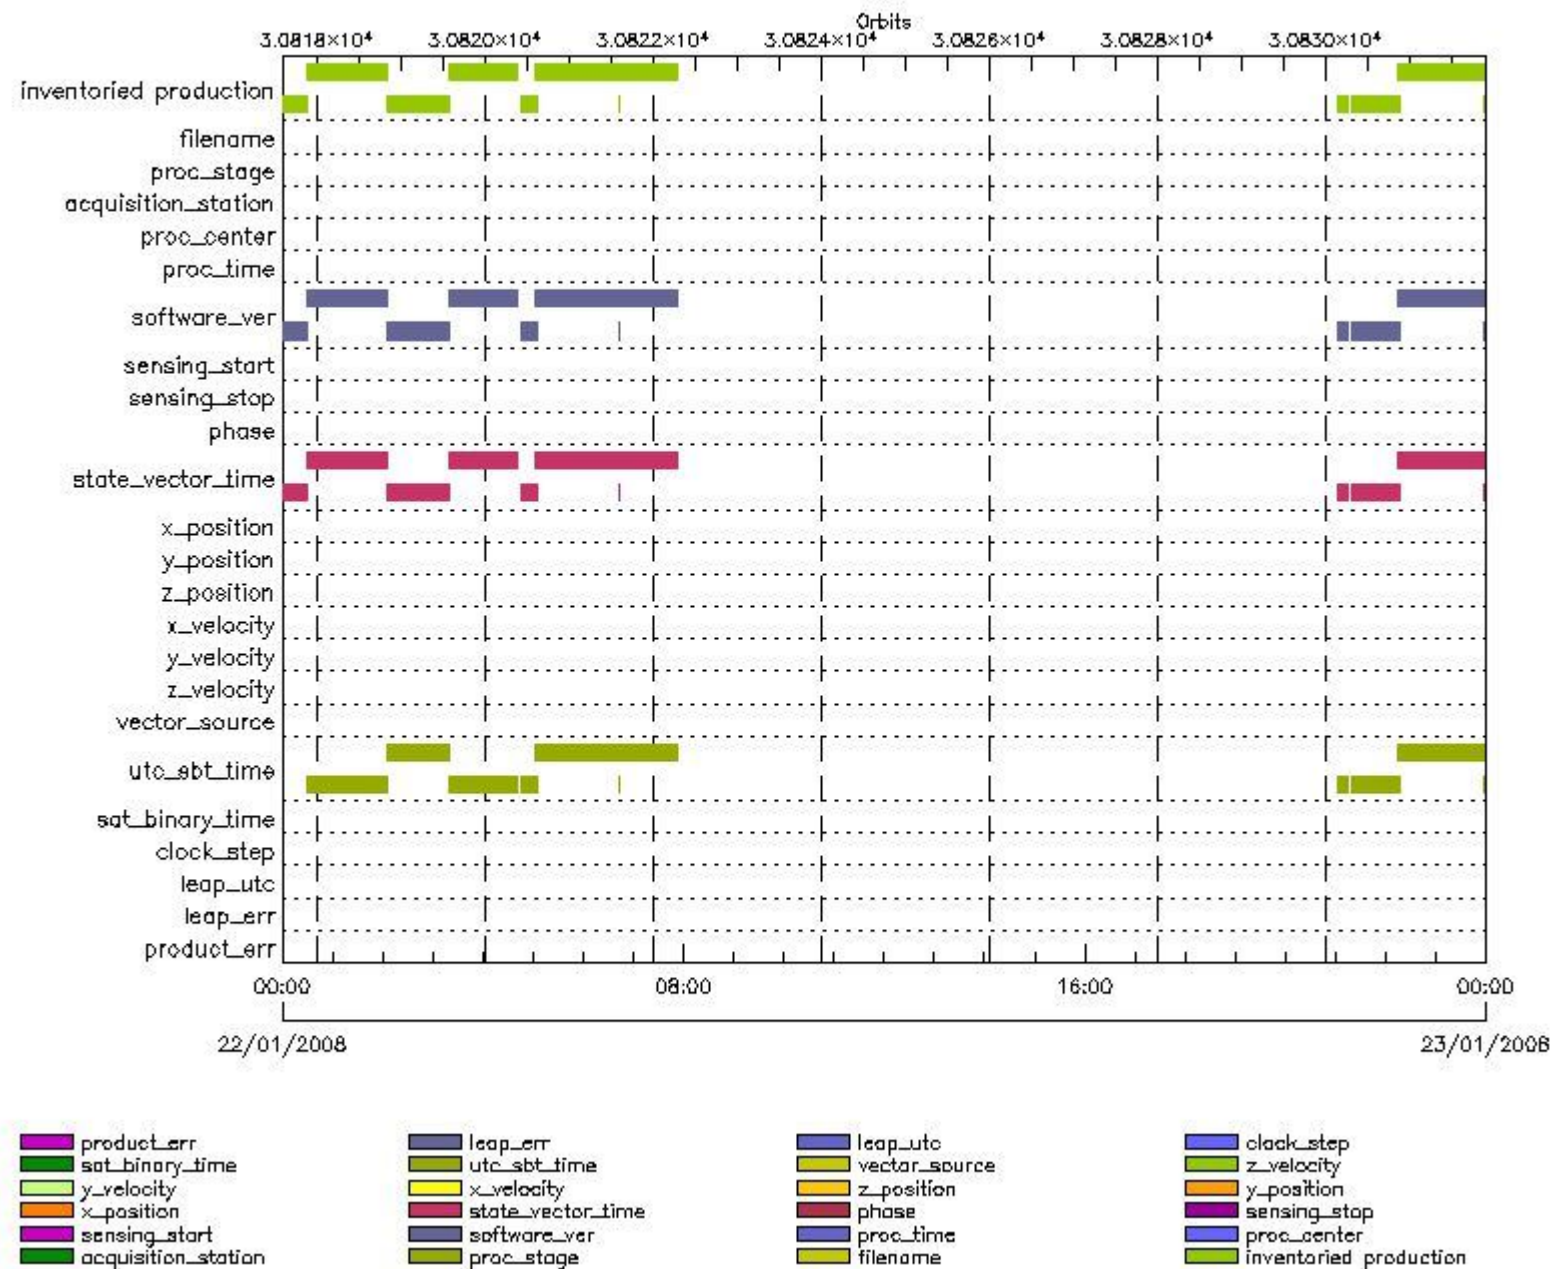 Orbits
3.0818×10⁴ 3.0820×10⁴ 3.0822×10⁴ 3.0824×10⁴ 3.0826×10⁴ 3.0828×10⁴ 3.0830×10⁴
inventoried production
filename
proc_stage
acquisition_station
proc_center
proc_time
software_ver
sensing_start
sensing_stop
phase
state_vector_time
x_position
y_position
z_position
x_velocity
y_velocity
z_velocity
vector_source
utc_sbt_time
sat_binary_time
clock_step
leap_utc
leap_err
product_err
00:00 08:00 16:00 00:00
22/01/2008 23/01/2008
product_err leap_err leap_utc clock_step
sat_binary_time utc_sbt_time vector_source z_velocity
y_velocity x_velocity z_position y_position
x_position state_vector_time phase sensing_stop
sensing_start software_ver proc_time proc_center
acquisition_station proc_stage filename inventoried production